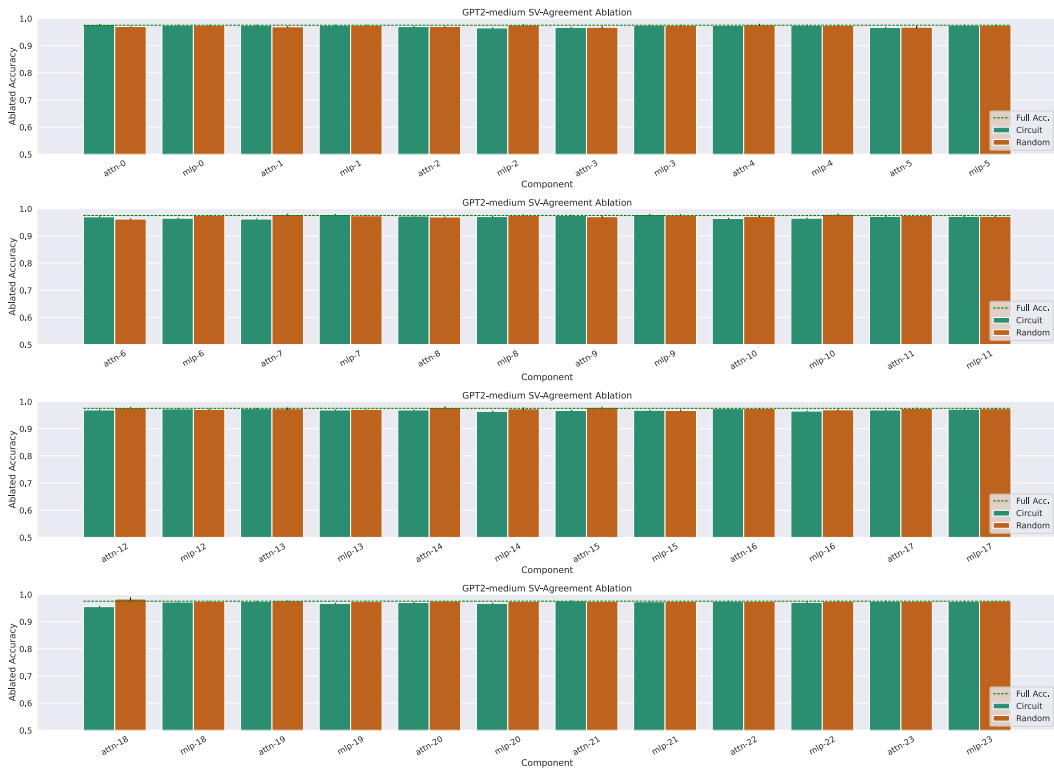 GPT2-medium SV-Agreement Ablation
Ablated Accuracy
1.0
0.9
0.8
0.7
0.6
0.5
Full Acc.
Circuit
Random
attn-0 mlp-0 attn-1 mlp-1 attn-2 mlp-2 attn-3 mlp-3 attn-4 mlp-4 attn-5 mlp-5
Component
GPT2-medium SV-Agreement Ablation
Ablated Accuracy
1.0
0.9
0.8
0.7
0.6
0.5
Full Acc.
Circuit
Random
attn-6 mlp-6 attn-7 mlp-7 attn-8 mlp-8 attn-9 mlp-9 attn-10 mlp-10 attn-11 mlp-11
Component
GPT2-medium SV-Agreement Ablation
Ablated Accuracy
1.0
0.9
0.8
0.7
0.6
0.5
Full Acc.
Circuit
Random
attn-12 mlp-12 attn-13 mlp-13 attn-14 mlp-14 attn-15 mlp-15 attn-16 mlp-16 attn-17 mlp-17
Component
GPT2-medium SV-Agreement Ablation
Ablated Accuracy
1.0
0.9
0.8
0.7
0.6
0.5
Full Acc.
Circuit
Random
attn-18 mlp-18 attn-19 mlp-19 attn-20 mlp-20 attn-21 mlp-21 attn-22 mlp-22 attn-23 mlp-23
Component